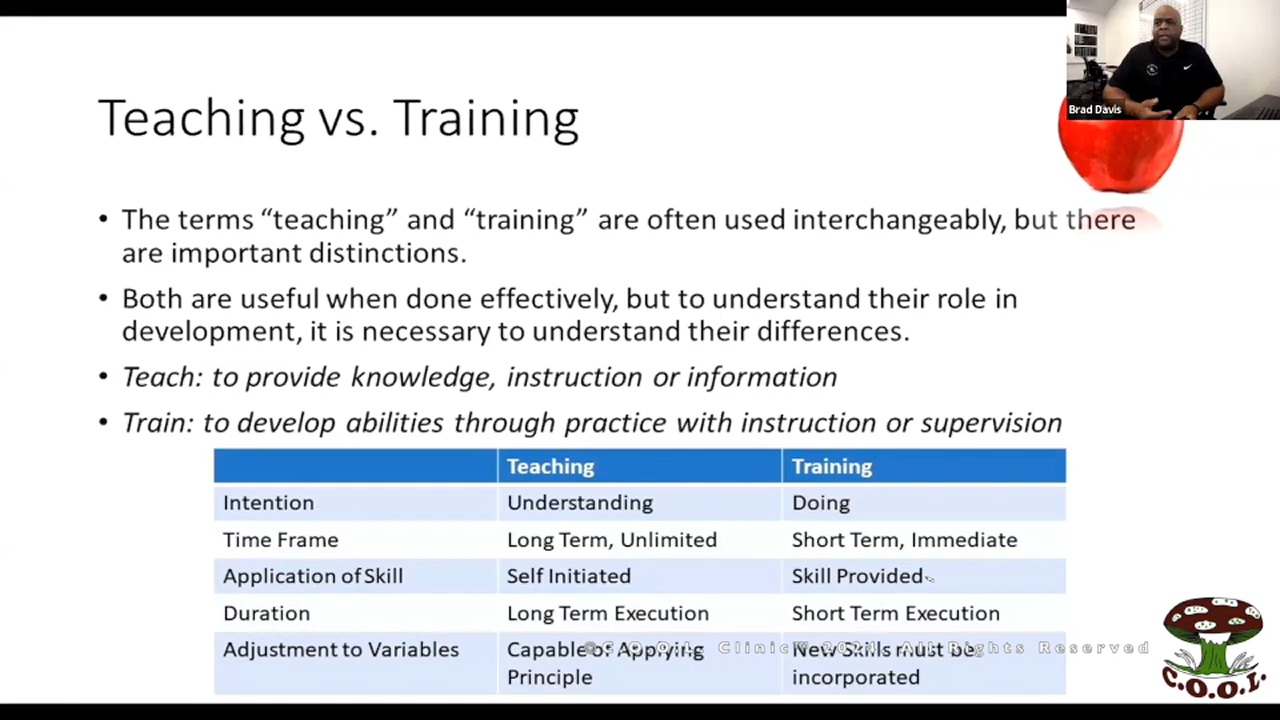 Brad Davis
Teaching vs. Training
• The terms “teaching” and “training” are often used interchangeably, but there
are important distinctions.
• Both are useful when done effectively, but to understand their role in
development, it is necessary to understand their differences.
• Teach: to provide knowledge, instruction or information
• Train: to develop abilities through practice with instruction or supervision
Teaching Training
Intention Understanding Doing
Time Frame Long Term, Unlimited Short Term, Immediate
Application of Skill Self Initiated Skill Provided
Duration Long Term Execution Short Term Execution
Adjustment to Variables Capable of Applying New Skills must be
Principle incorporated
Clinic All Rights Reserved
C.O.O.L.